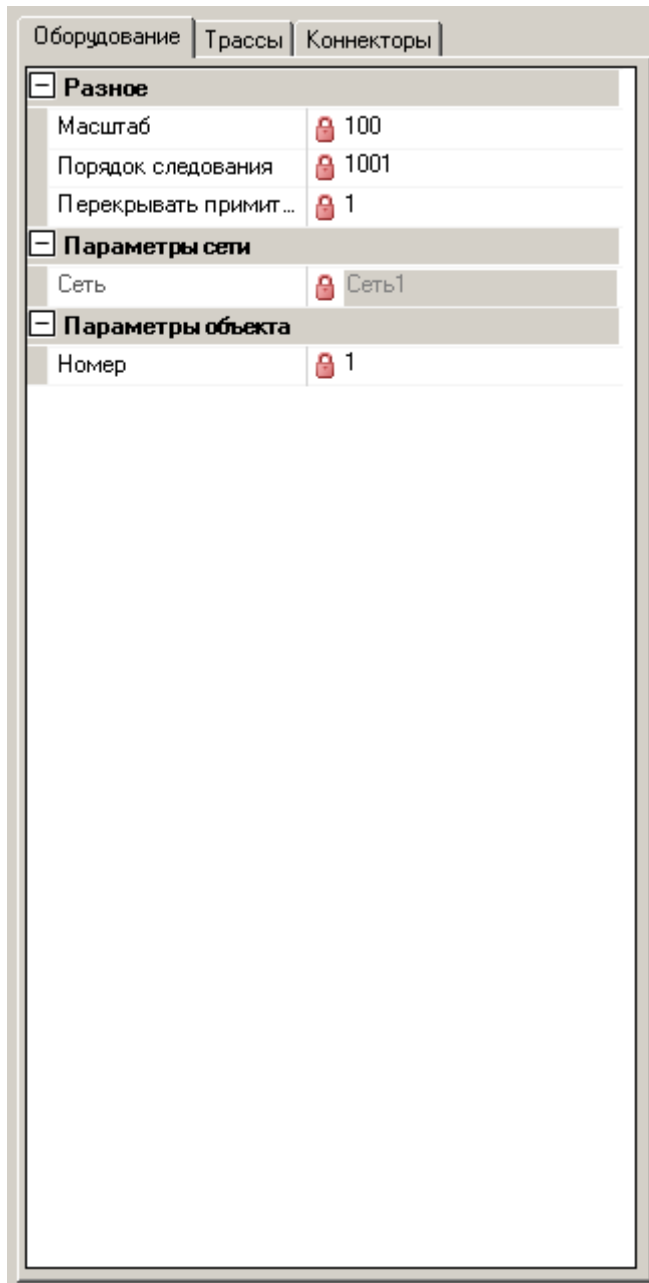 Оборудование Трассы Коннекторы
Разное
Масштаб 100
Порядок следования 1001
Перекрывать примит... 1
Параметры сети
Сеть Сеть1
Параметры объекта
Номер 1